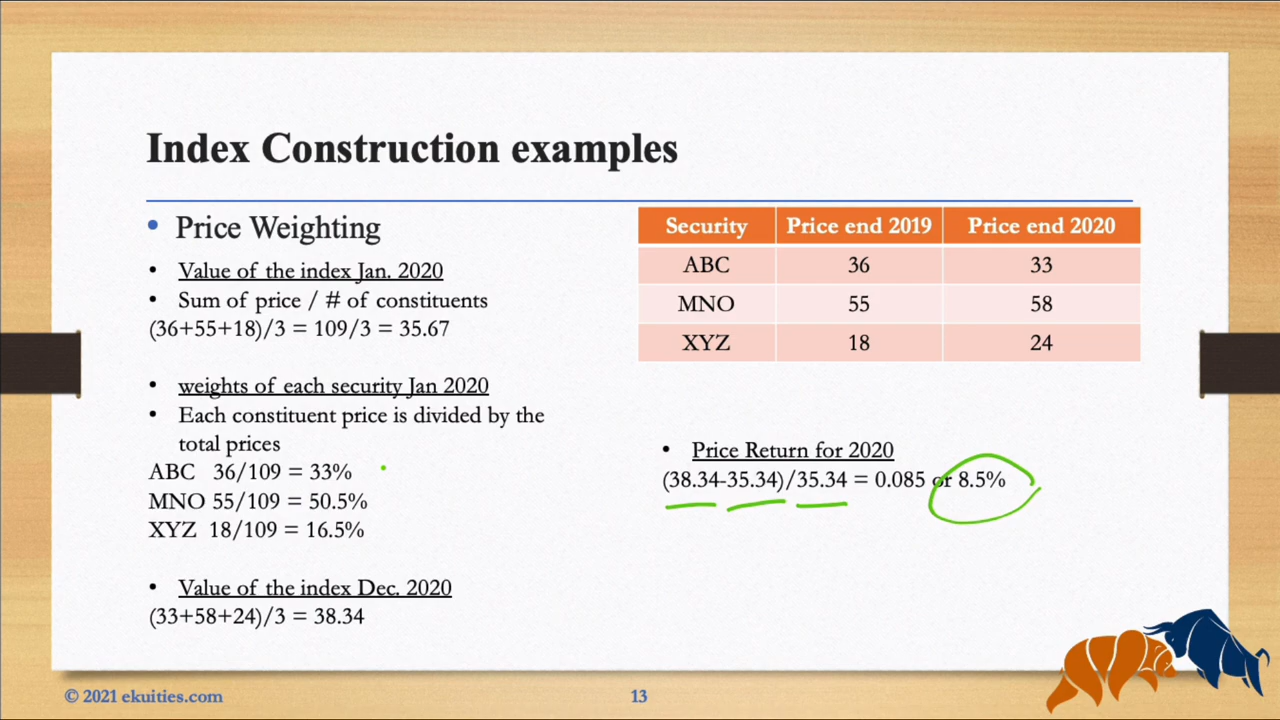 Index Construction examples
• Price Weighting
• Value of the index Jan. 2020
• Sum of price / # of constituents
(36+55+18)/3 = 109/3 = 35.67
• weights of each security Jan 2020
• Each constituent price is divided by the
total prices
ABC 36/109 = 33%
MNO 55/109 = 50.5%
XYZ 18/109 = 16.5%
• Value of the index Dec. 2020
(33+58+24)/3 = 38.34
Security Price end 2019 Price end 2020
ABC 36 33
MNO 55 58
XYZ 18 24
• Price Return for 2020
(38.34-35.34)/35.34 = 0.085 or 8.5%
© 2021 ekuities.com
13